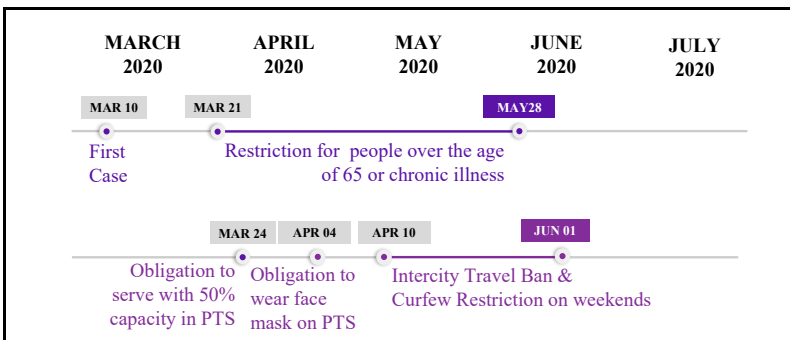 MARCH 2020
APRIL 2020
MAY 2020
JUNE 2020
JULY 2020
MAR 10
MAR 21
MAY28
First
Case
Restriction for people over the age
of 65 or chronic illness
MAR 24
APR 04
APR 10
JUN 01
Obligation to
serve with 50%
capacity in PTS
Obligation to
wear face
mask on PTS
Intercity Travel Ban &
Curfew Restriction on weekends